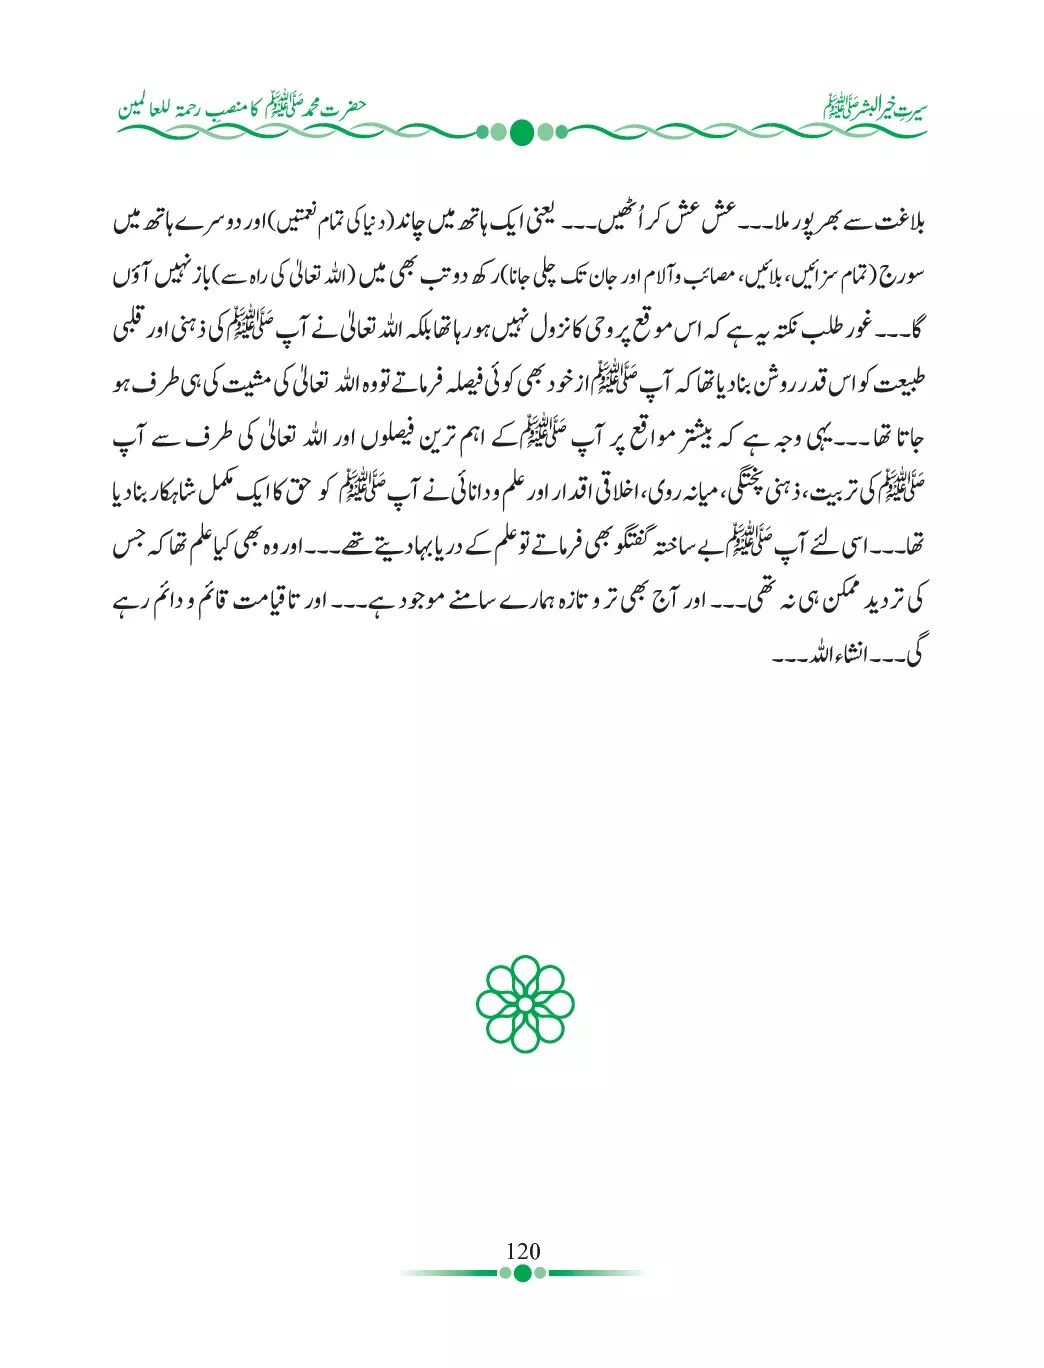 سیرتِ خیر البشر ﷺ
حضرت محمد ﷺ کا منصبِ رحمۃ للعالمین
بلاغت سے بھرپور ملا۔۔۔ عش عش کر اُٹھیں۔۔۔ یعنی ایک ہاتھ میں چاند (دنیا کی تمام نعمتیں) اور دوسرے ہاتھ میں
سورج (تمام سزائیں، بلائیں، مصائب وآلام اور جان تک چلی جانا) رکھ دو تب بھی میں (اللہ تعالیٰ کی راہ سے) باز نہیں آؤں
گا۔۔۔ غور طلب نکتہ یہ ہے کہ اس موقع پر وحی کا نزول نہیں ہو رہا تھا بلکہ اللہ تعالیٰ نے آپ ﷺ کی ذہنی اور قلبی
طبیعت کو اس قدر روشن بنا دیا تھا کہ آپ ﷺ از خود بھی کوئی فیصلہ فرماتے تو وہ اللہ تعالیٰ کی مشیت کی ہی طرف ہو
جاتا تھا۔۔۔ یہی وجہ ہے کہ بیشتر مواقع پر آپ ﷺ کے اہم ترین فیصلوں اور اللہ تعالیٰ کی طرف سے آپ
ﷺ کی تربیت، ذہنی پختگی، میانہ روی، اخلاقی اقدار اور علم و دانائی نے آپ ﷺ کو حق کا ایک مکمل شاہکار بنا دیا
تھا۔۔۔ اسی لئے آپ ﷺ بے ساختہ گفتگو بھی فرماتے تو علم کے دریا بہا دیتے تھے۔۔۔ اور وہ بھی کیا علم تھا کہ جس
کی تردید ممکن ہی نہ تھی۔۔۔ اور آج بھی تر و تازہ ہمارے سامنے موجود ہے۔۔۔ اور تا قیامت قائم و دائم رہے
گی۔۔۔ انشاء اللہ۔۔۔
120